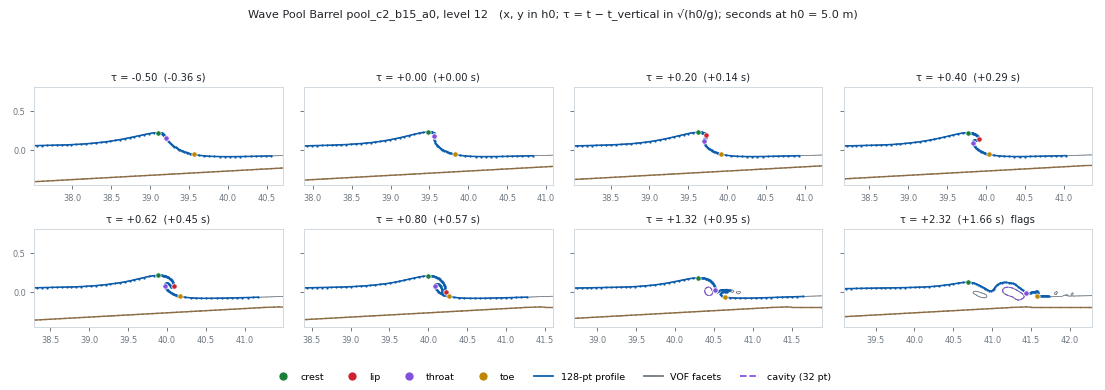 Wave Pool Barrel pool_c2_b15_a0, level 12   (x, y in h0; τ = t − t_vertical in √(h0/g); seconds at h0 = 5.0 m)
τ = -0.50  (-0.36 s)
τ = +0.00  (+0.00 s)
τ = +0.20  (+0.14 s)
τ = +0.40  (+0.29 s)
0.5
0.0
38.0 38.5 39.0 39.5 40.0 40.5
38.0 38.5 39.0 39.5 40.0 40.5 41.0
38.5 39.0 39.5 40.0 40.5 41.0
38.5 39.0 39.5 40.0 40.5 41.0
τ = +0.62  (+0.45 s)
τ = +0.80  (+0.57 s)
τ = +1.32  (+0.95 s)
τ = +2.32  (+1.66 s)  flags
0.5
0.0
38.5 39.0 39.5 40.0 40.5 41.0
38.5 39.0 39.5 40.0 40.5 41.0 41.5
39.0 39.5 40.0 40.5 41.0 41.5
39.5 40.0 40.5 41.0 41.5 42.0
crest lip throat toe 128-pt profile VOF facets cavity (32 pt)